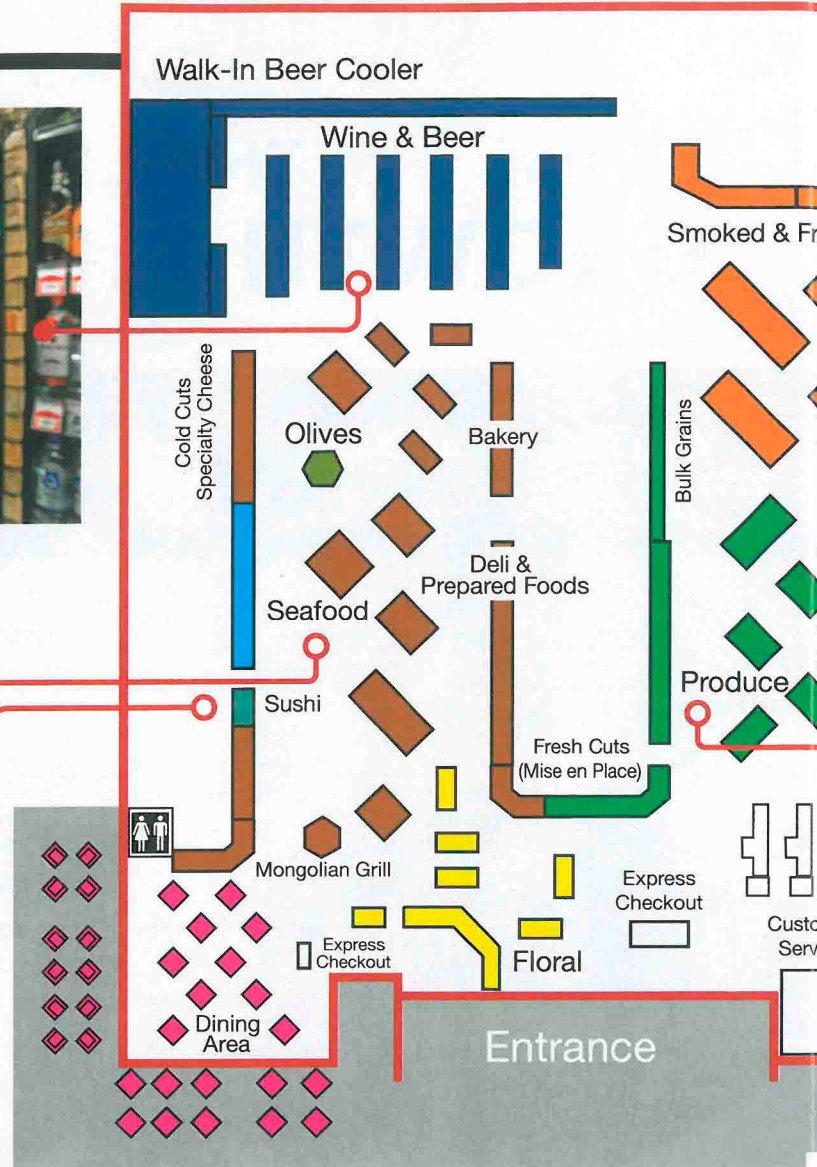 Walk-In Beer Cooler
Wine & Beer
Smoked & Fr
Cold Cuts
Specialty Cheese
Olives
Bakery
Bulk Grains
Deli &
Prepared Foods
Seafood
Sushi
Produce
Fresh Cuts
(Mise en Place)
Mongolian Grill
Express
Checkout
Express
Checkout
Custo
Serv
Floral
Dining
Area
Entrance